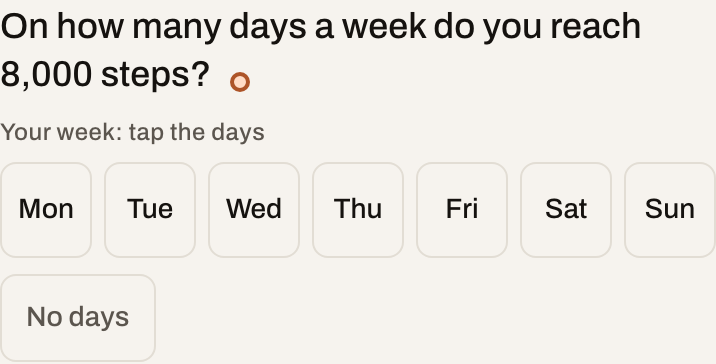 On how many days a week do you reach
8,000 steps?
Your week: tap the days
Mon Tue Wed Thu Fri Sat Sun
No days